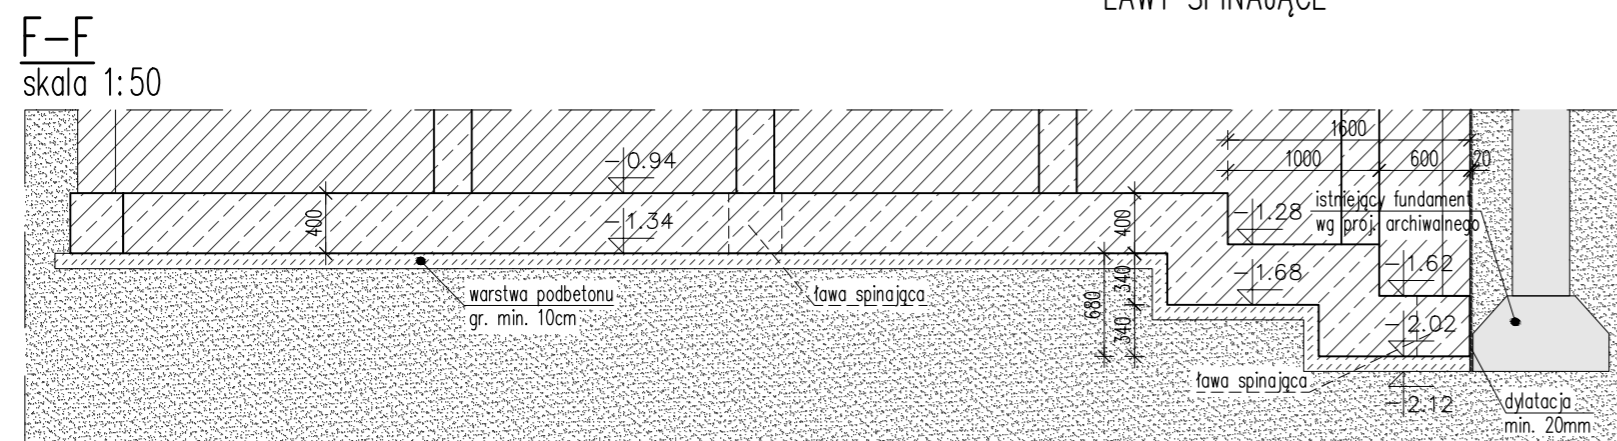 ŁAWY SPINAJĄCE
F-F
skala 1:50
1600
1000
600
20
-0.94
400
-1.34
400
-1.28
istniejący fundament
wg proj. archiwalnego
-1.68
-1.62
680
340
340
-2.02
warstwa podbetonu
gr. min. 10cm
ława spinająca
ława spinająca
-2.12
dylatacja
min. 20mm